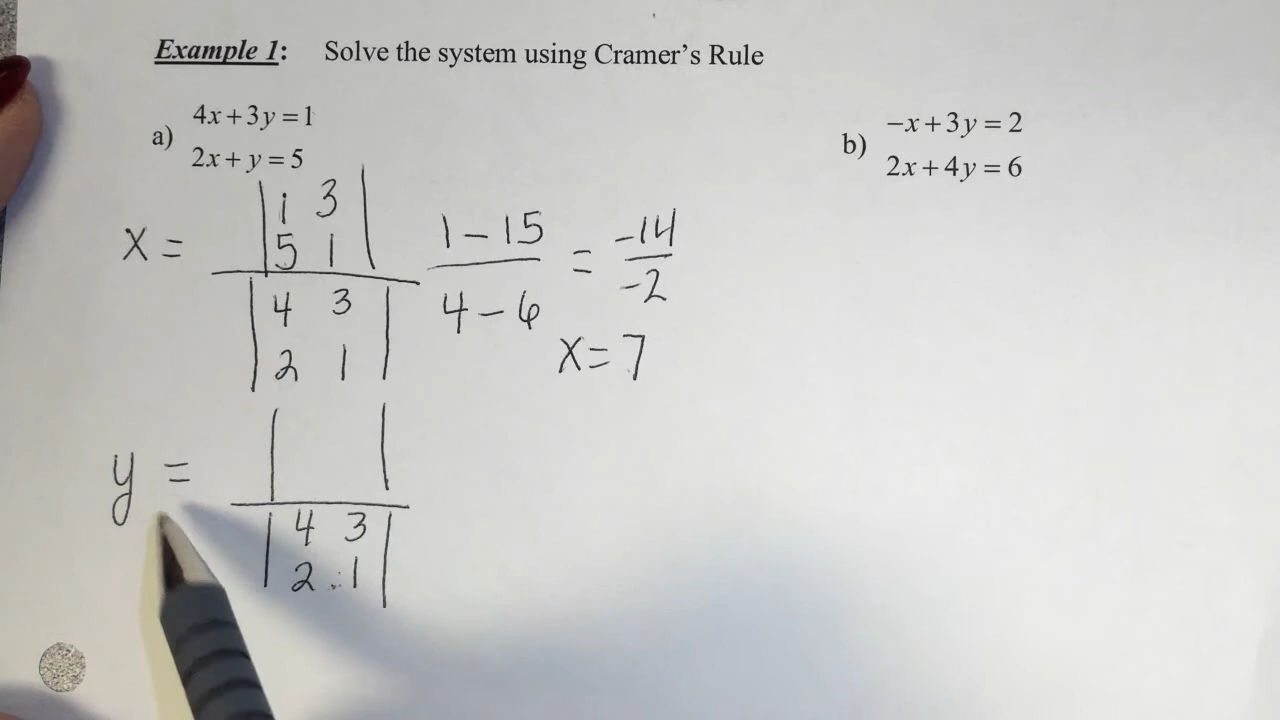 Example 1: Solve the system using Cramer's Rule
a) 4x + 3y = 1
2x + y = 5
b) −x + 3y = 2
2x + 4y = 6
x = | 1 3 |
| 5 1 |
| 4 3 |
| 2 1 |
1 − 15
4 − 6
= −14
−2
x = 7
y = | |
| 4 3 |
| 2 1 |